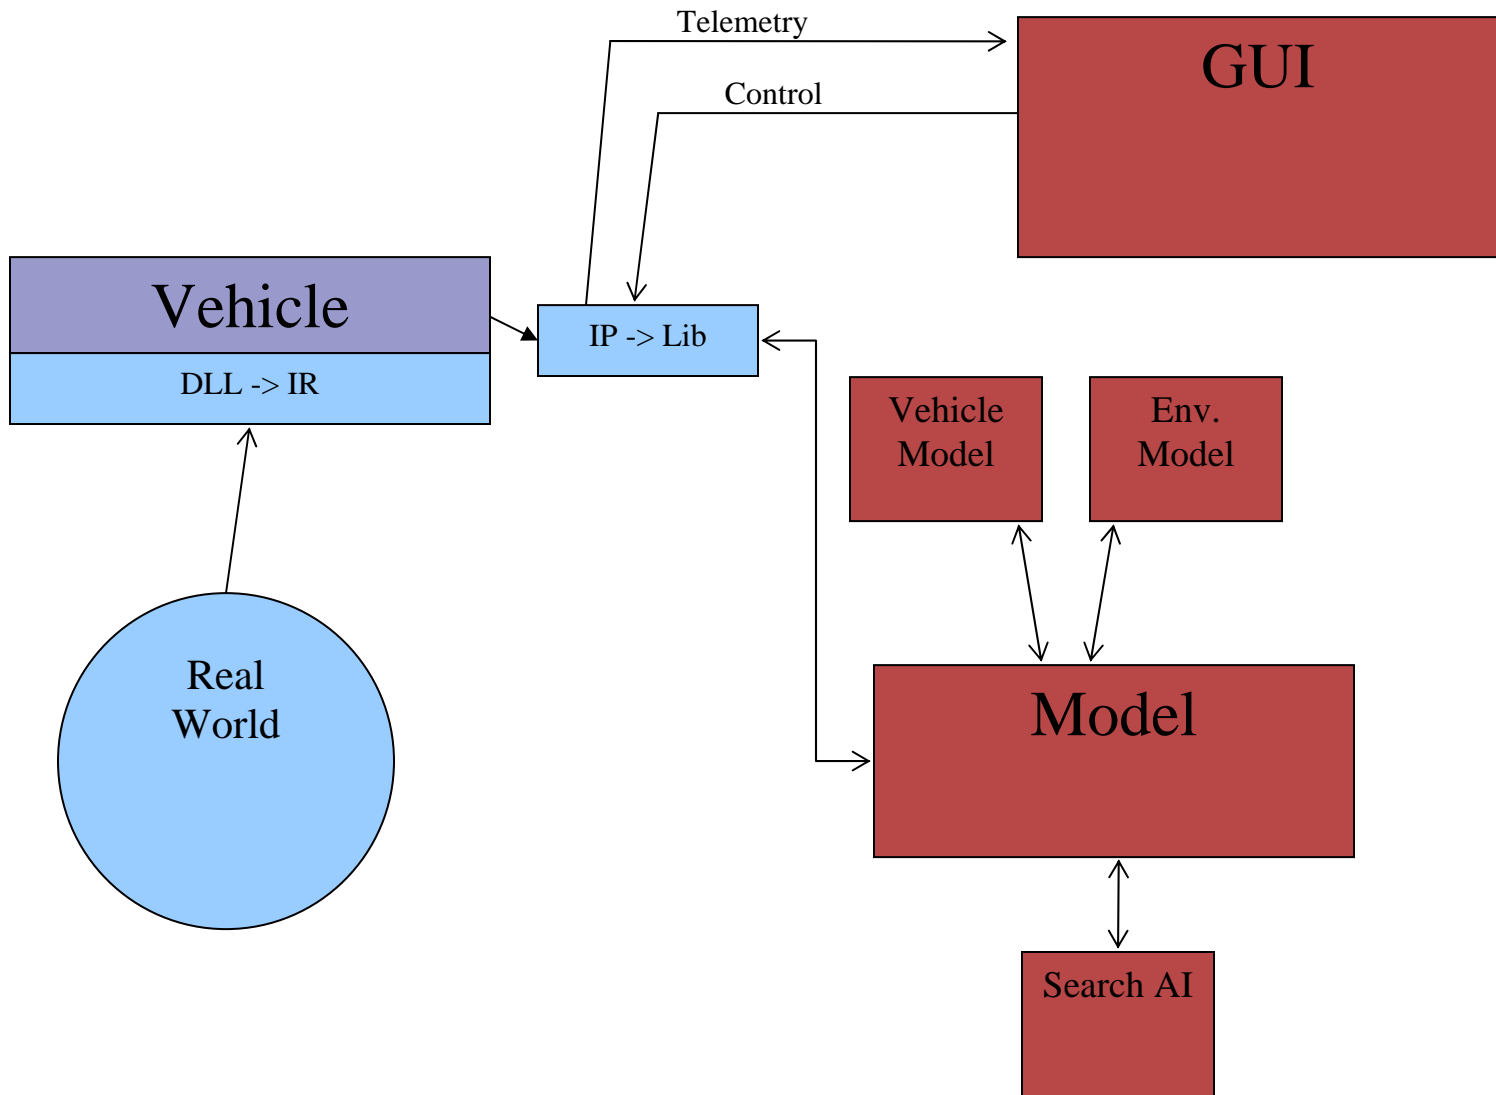 Telemetry
GUI
Control
Vehicle
IP -> Lib
DLL -> IR
Vehicle
Model
Env.
Model
Real
World
Model
Search AI